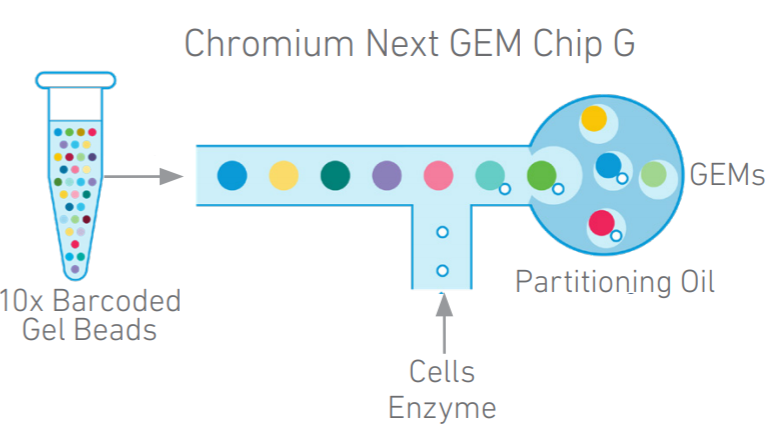 Chromium Next GEM Chip G
GEMs
Partitioning Oil
10x Barcoded
Gel Beads
Cells
Enzyme